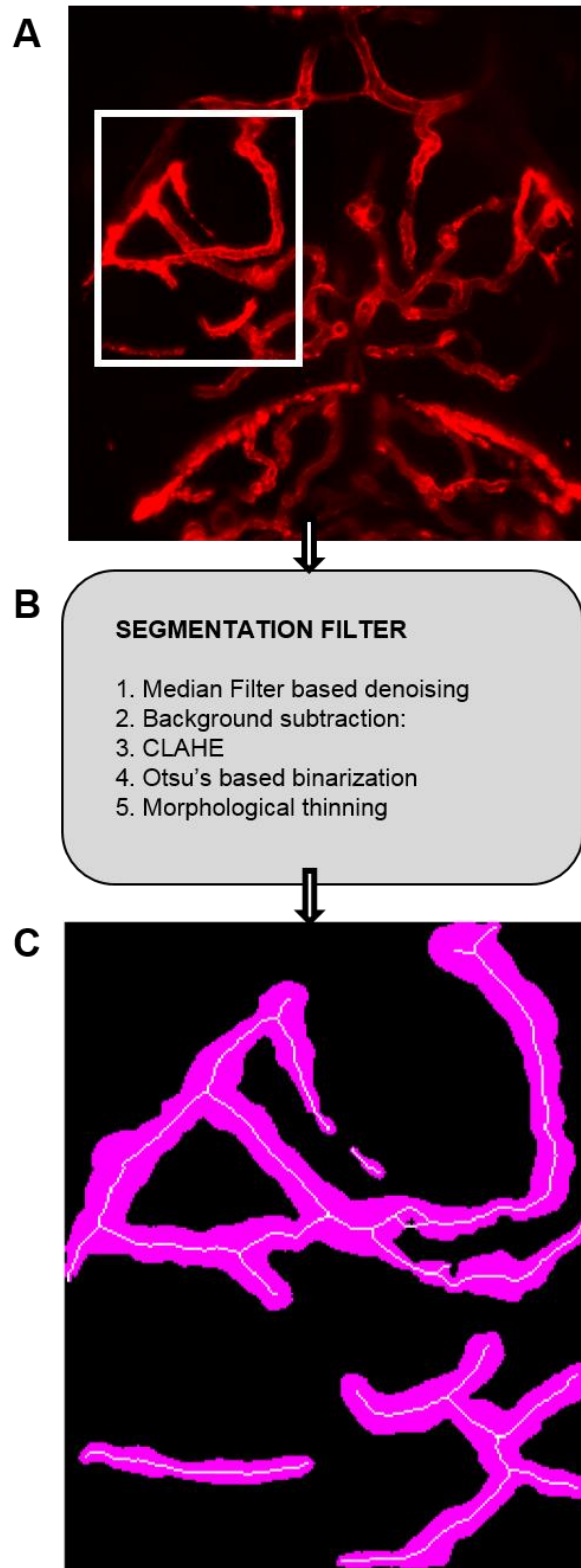 A
B
SEGMENTATION FILTER
1. Median Filter based denoising
2. Background subtraction:
3. CLAHE
4. Otsu’s based binarization
5. Morphological thinning
C